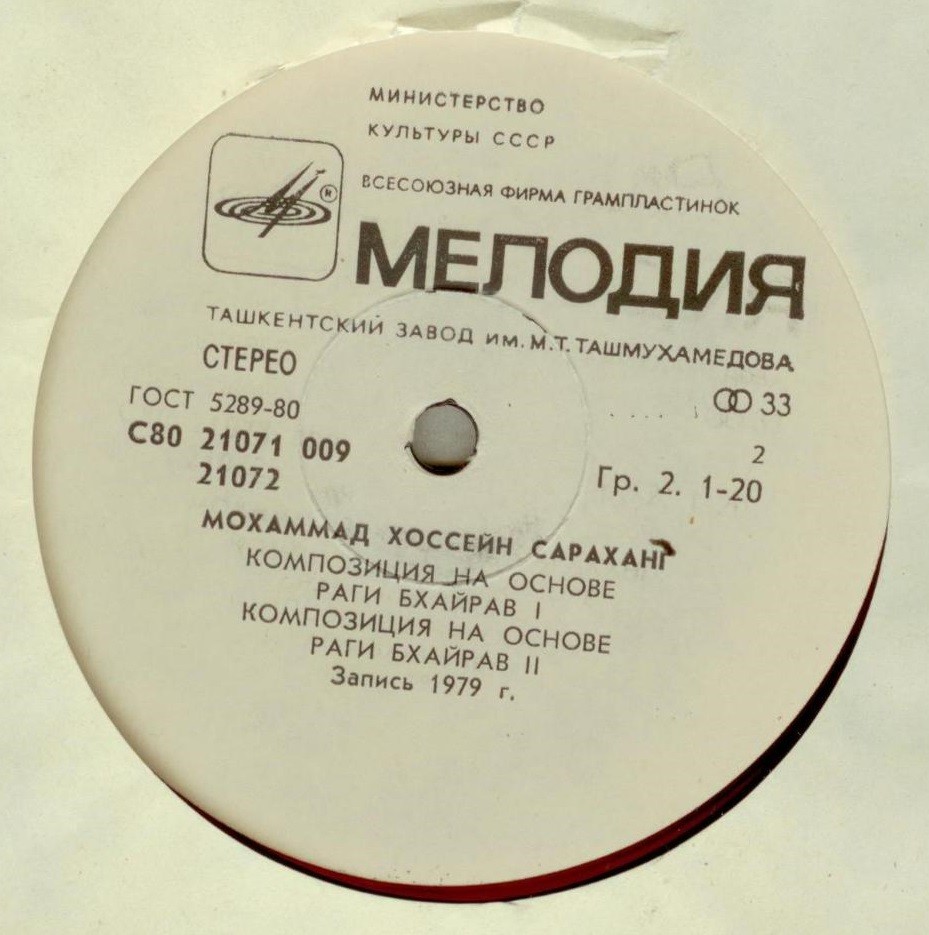 МИНИСТЕРСТВО
КУЛЬТУРЫ СССР
®
ВСЕСОЮЗНАЯ ФИРМА ГРАМПЛАСТИНОК
МЕЛОДИЯ
ТАШКЕНТСКИЙ ЗАВОД ИМ. М.Т. ТАШМУХАМЕДОВА
СТЕРЕО
33
ГОСТ 5289-80
2
С80 21071 009
21072
Гр. 2. 1-20
МОХАММАД ХОССЕЙН САРАХАНГ
КОМПОЗИЦИЯ НА ОСНОВЕ
РАГИ БХАЙРАВ I
КОМПОЗИЦИЯ НА ОСНОВЕ
РАГИ БХАЙРАВ II
Запись 1979 г.